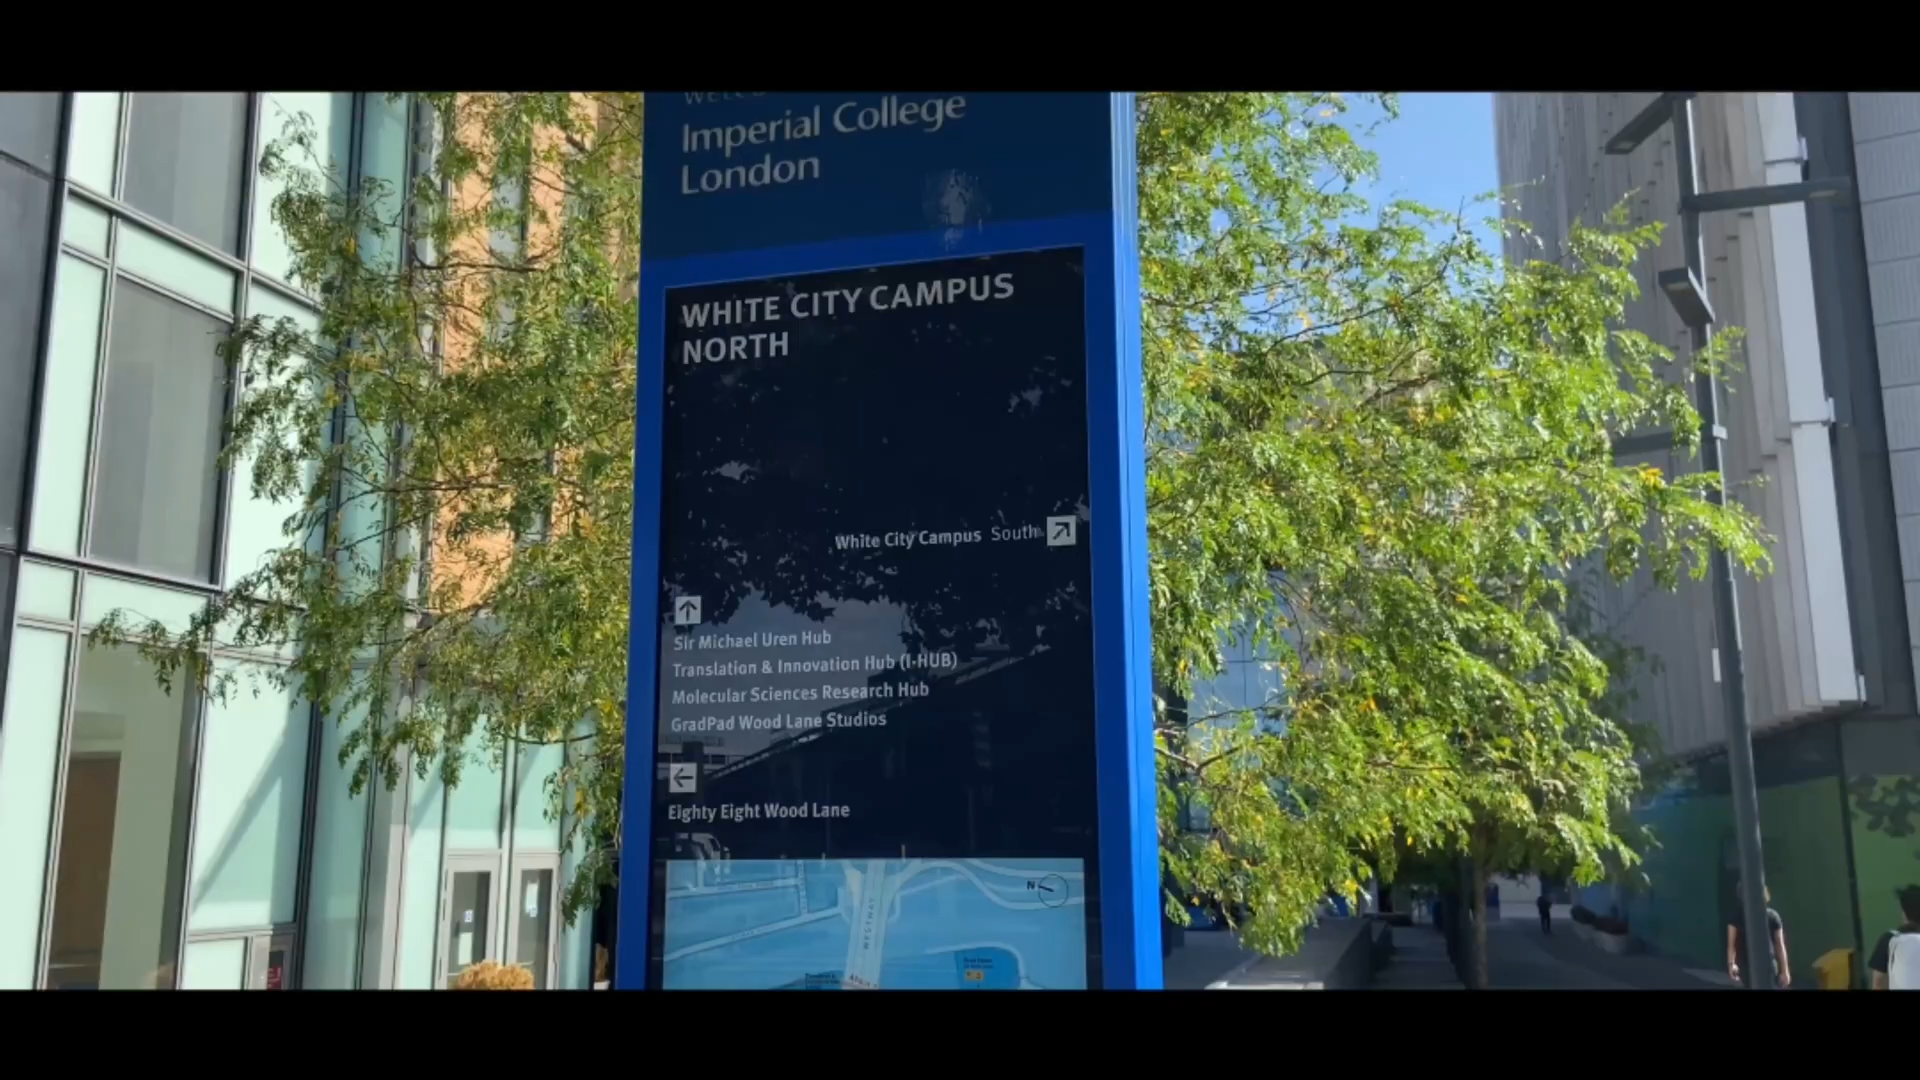 Imperial College
London
WHITE CITY CAMPUS
NORTH
White City Campus South
Sir Michael Uren Hub
Translation & Innovation Hub (I-HUB)
Molecular Sciences Research Hub
GradPad Wood Lane Studios
Eighty Eight Wood Lane
N
WESTWAY